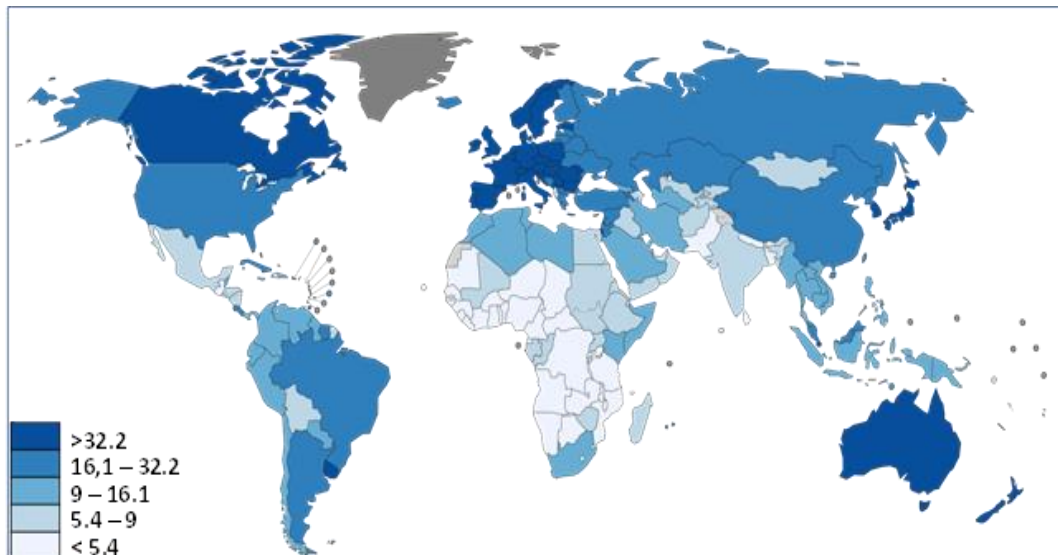 >32.2
16,1 – 32.2
9 – 16.1
5.4 – 9
< 5.4